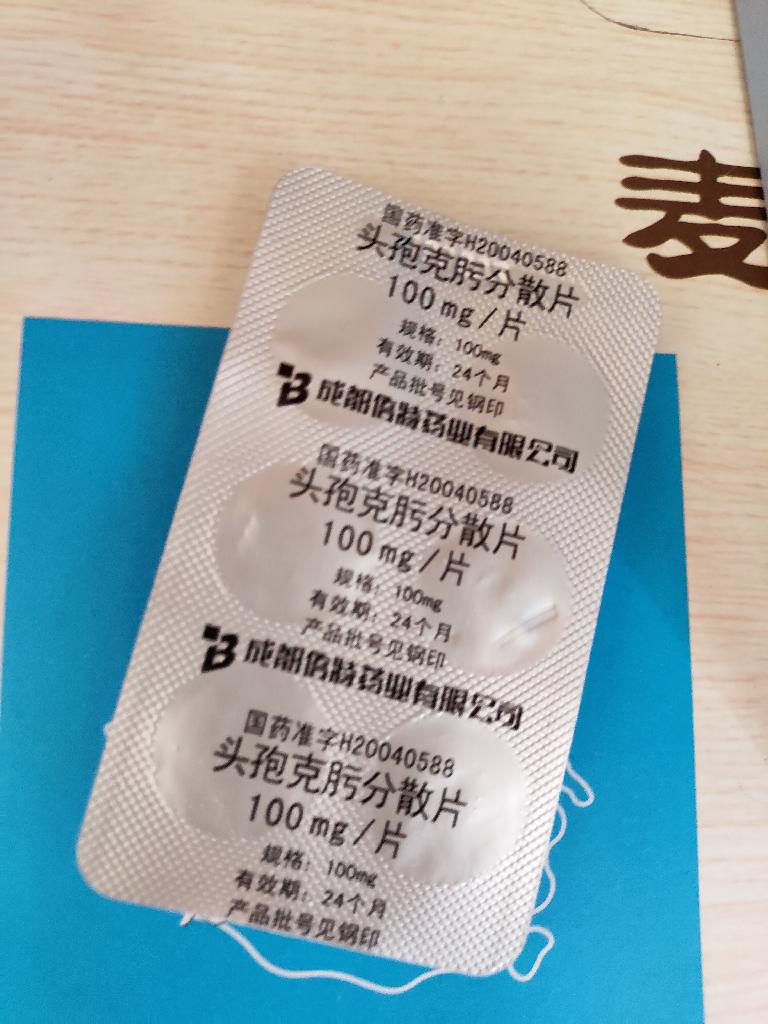 麦
国药准字H20040588
头孢克肟分散片
100mg/片
规格：100mg
有效期：24个月
产品批号见钢印
B 成都倍特药业有限公司
国药准字H20040588
头孢克肟分散片
100mg/片
规格：100mg
有效期：24个月
产品批号见钢印
B 成都倍特药业有限公司
国药准字H20040588
头孢克肟分散片
100mg/片
规格：100mg
有效期：24个月
产品批号见钢印